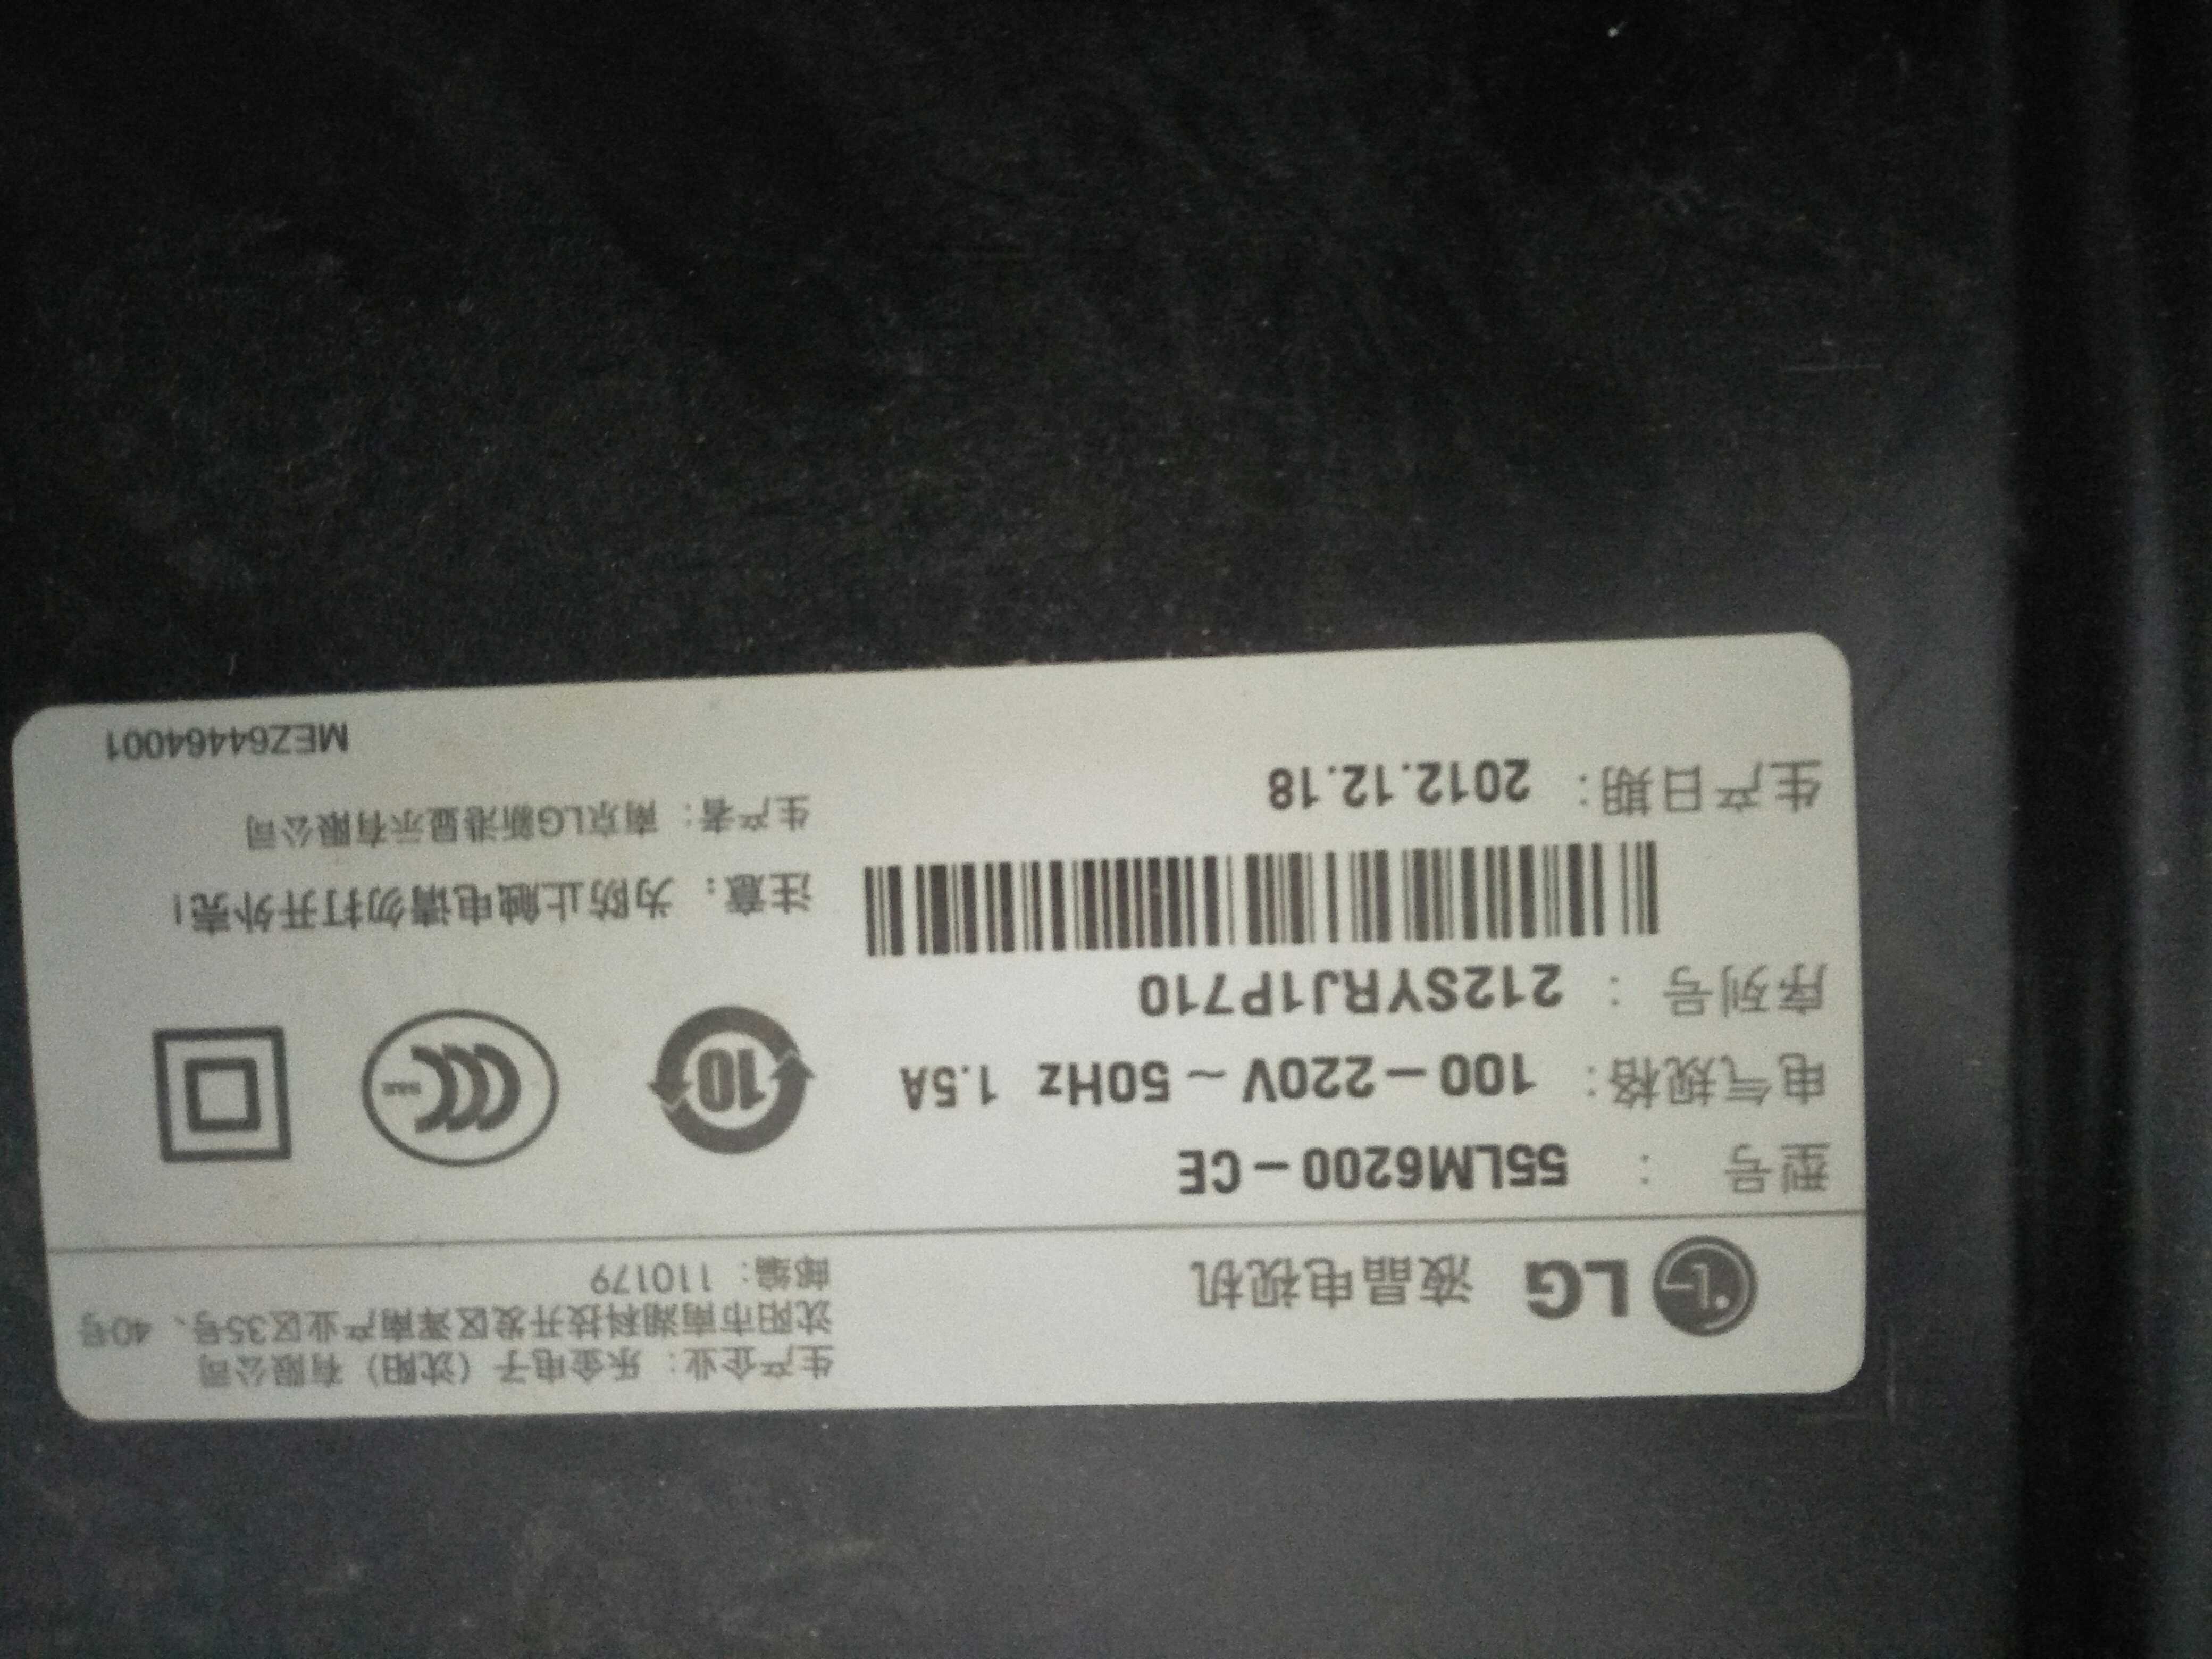 LG 液晶电视机
生产企业：乐金电子（沈阳）有限公司
沈阳市南湖科技开发区浑南产业区35号、40号
邮编：110179
型号 : 55LM6200-CE
电气规格: 100-220V~50Hz 1.5A
序列号 : 212SYRJ1P710
生产日期: 2012.12.18
10
CCC
注意：为防止触电请勿打开外壳!
生产者：南京LG新港显示有限公司
MEZ64464001